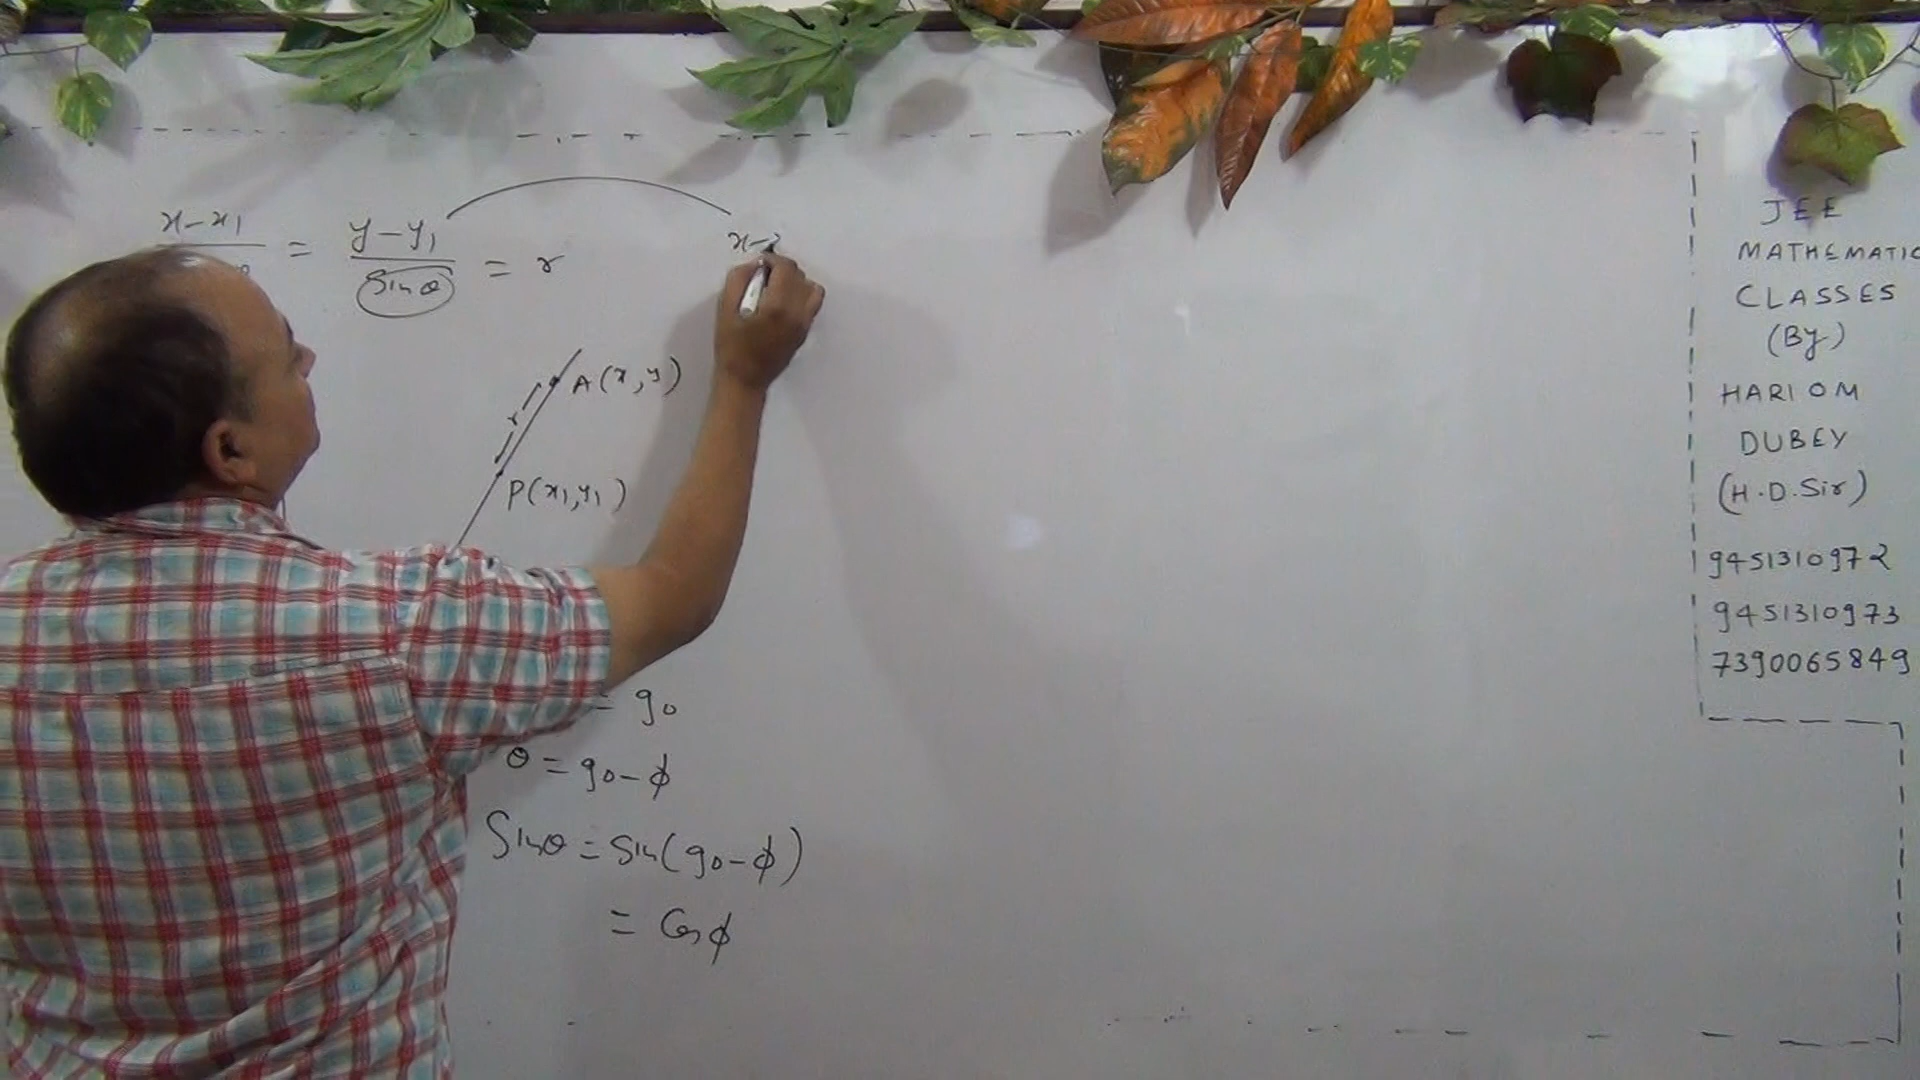 x-x₁ = y-y₁ = r
sinθ
x-
A(x,y)
r
P(x₁,y₁)
= 90
θ = 90-ϕ
Sinθ = Sin(90-ϕ)
= Cosϕ
JEE
MATHEMATIC
CLASSES
(By)
HARIOM
DUBEY
(H.D.Sir)
9451310972
9451310973
7390065849